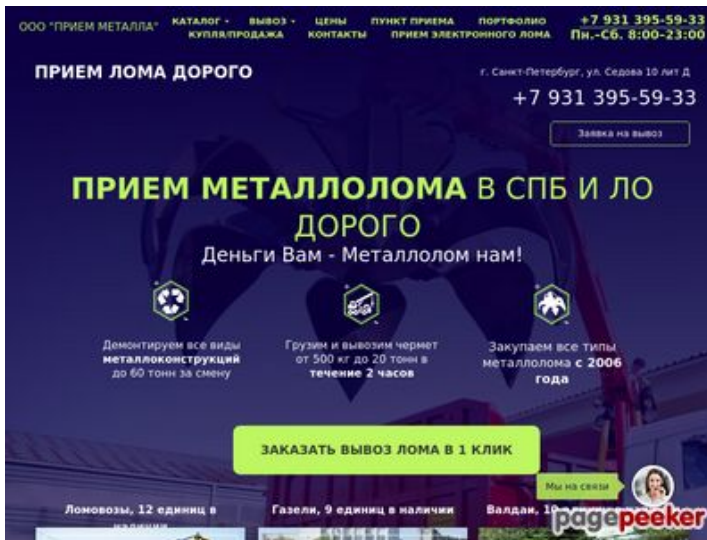 ООО "ПРИЕМ МЕТАЛЛА"
КАТАЛОГ
ВЫВОЗ
ЦЕНЫ
ПУНКТ ПРИЕМА
ПОРТФОЛИО
КУПЛЯ/ПРОДАЖА
КОНТАКТЫ
ПРИЕМ ЭЛЕКТРОННОГО ЛОМА
+7 931 395-59-33
Пн.-Сб. 8:00-23:00
ПРИЕМ ЛОМА ДОРОГО
г. Санкт-Петербург, ул. Седова 10 лит Д
+7 931 395-59-33
Заявка на вывоз
ПРИЕМ МЕТАЛЛОЛОМА В СПБ И ЛО
ДОРОГО
Деньги Вам - Металлолом нам!
Демонтируем все виды
металлоконструкций
до 60 тонн за смену
Грузим и вывозим чермет
от 500 кг до 20 тонн в
течение 2 часов
Закупаем все типы
металлолома с 2006
года
ЗАКАЗАТЬ ВЫВОЗ ЛОМА В 1 КЛИК
Мы на связи
Ломовозы, 12 единиц в
наличии
Газели, 9 единиц в наличии
Валдаи, 10
pagepeeker